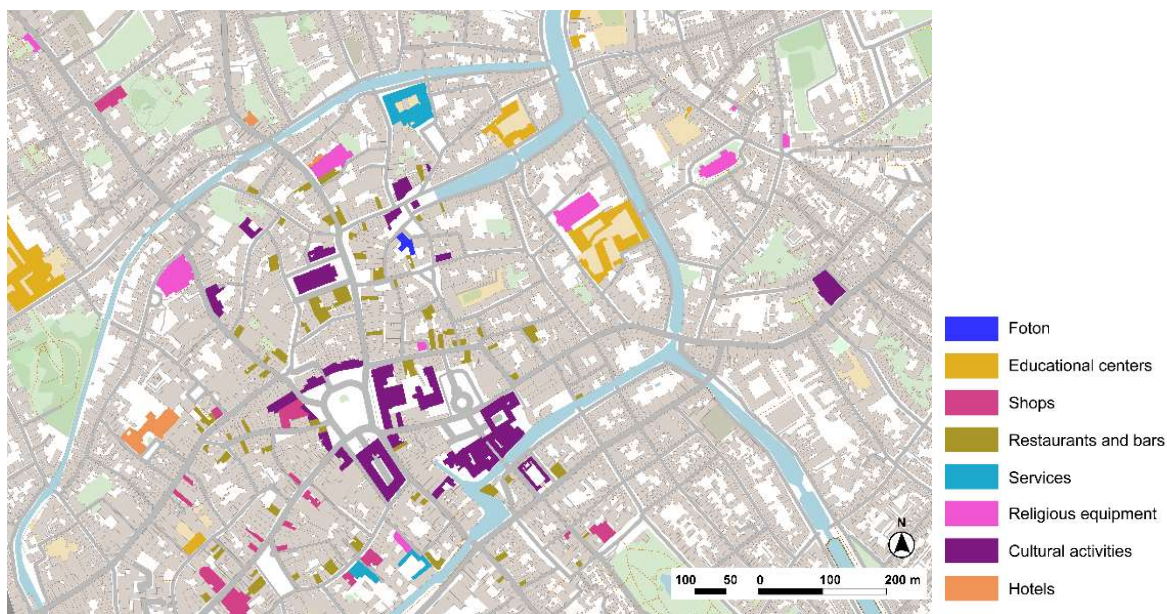 Foton
Educational centers
Shops
Restaurants and bars
Services
Religious equipment
Cultural activities
Hotels
N
100 50 0 100 200 m